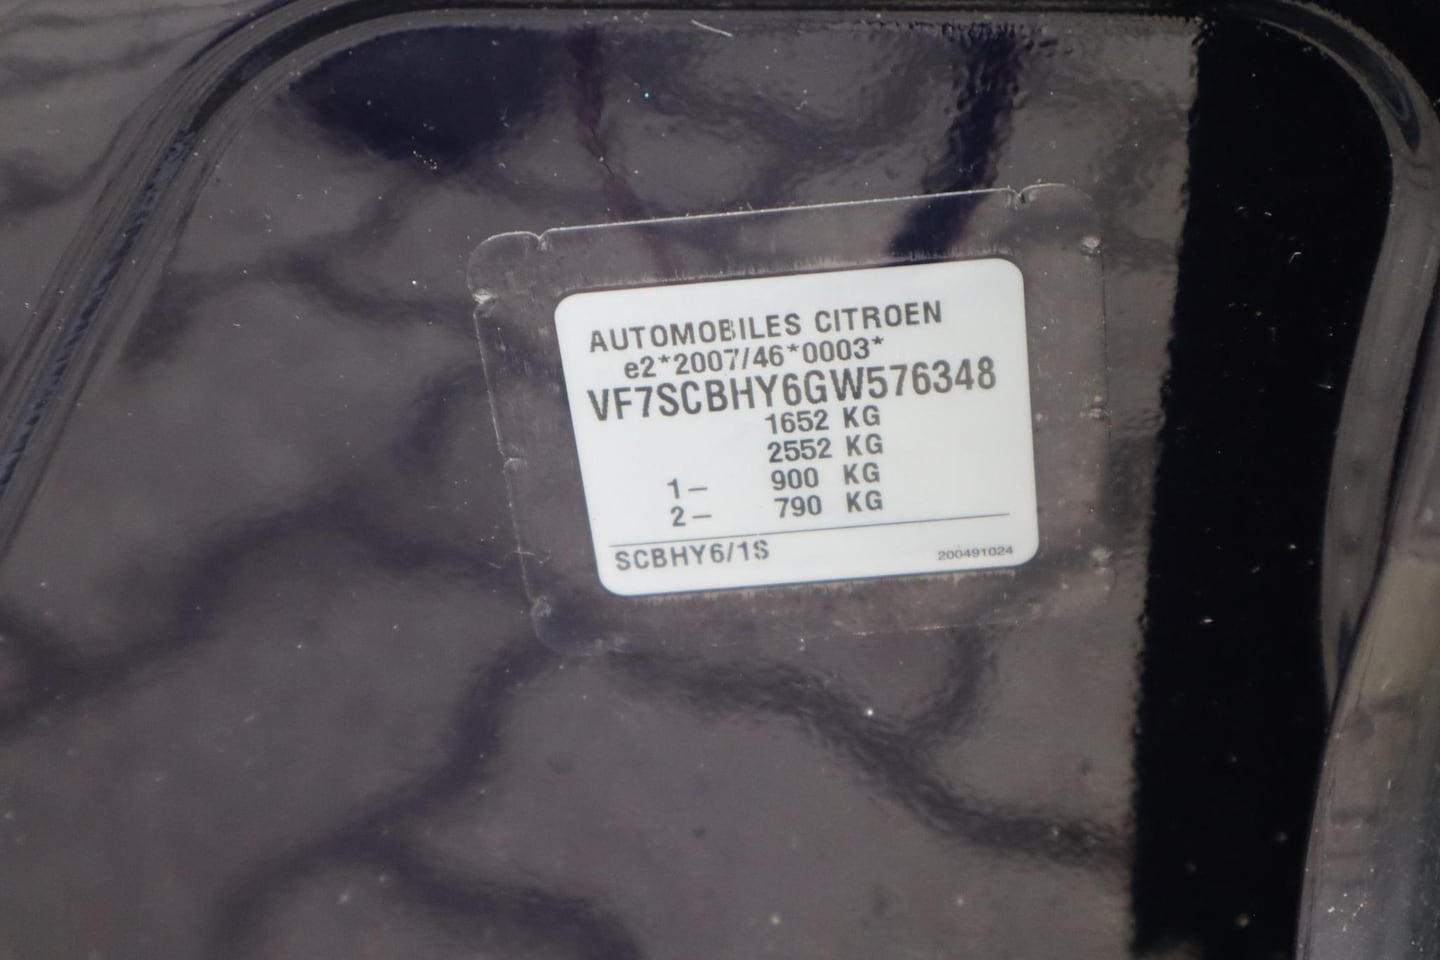 AUTOMOBILES CITROEN
e2*2007/46*0003*
VF7SCBHY6GW576348
1652 KG
2552 KG
1– 900 KG
2– 790 KG
SCBHY6/1S 200491024